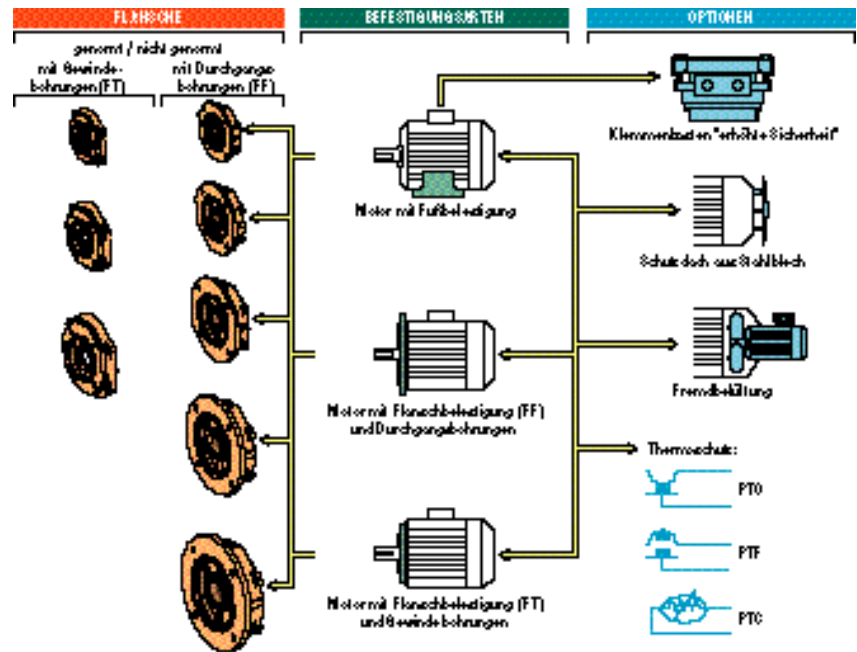 FLANSCHE
genormt / nicht genormt
mit Gewinde-
bohrungen (FT)
mit Durchgangs
bohrungen (FF)
BEFESTIGUNGSARTEN
Motor mit Fußbefestigung
Motor mit Flanschbefestigung (FF)
und Durchgangsbohrungen
Motor mit Flanschbefestigung (FT)
und Gewindebohrungen
OPTIONEN
Klemmenkasten "erhöhte Sicherheit"
Schutzdach aus Stahlblech
Fremdbelüftung
Thermoschutz:
PTO
PTF
PTC